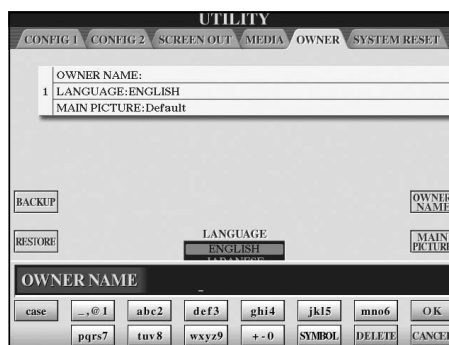 UTILITY
CONFIG 1 CONFIG 2 SCREEN OUT MEDIA OWNER SYSTEM RESET
OWNER NAME:
1 LANGUAGE:ENGLISH
MAIN PICTURE:Default
BACKUP
OWNER NAME
RESTORE
LANGUAGE
ENGLISH
JAPANESE
MAIN PICTURE
OWNER NAME _
case _,@1 abc2 def3 ghi4 jkl5 mno6 OK
pqrs7 tuv8 wxyz9 +-0 SYMBOL DELETE CANCEL